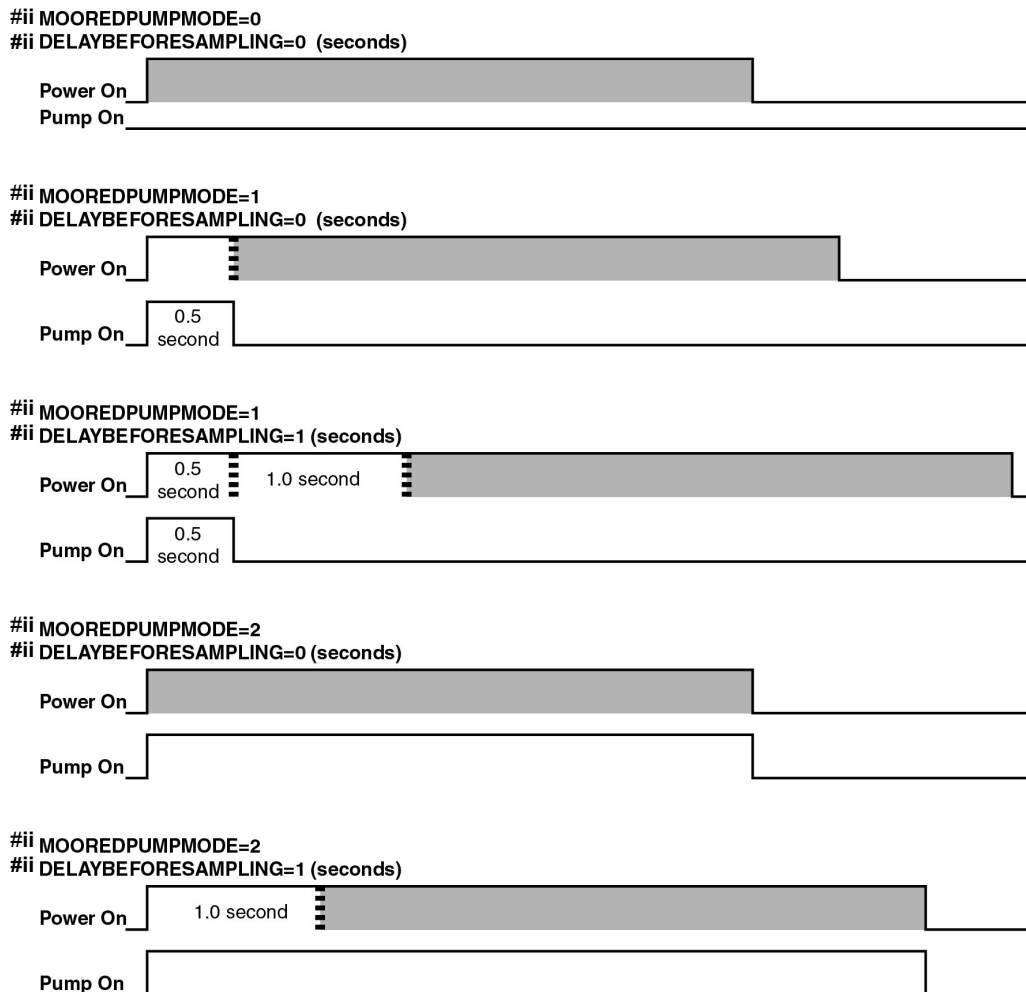 #ii MOOREDPUMPMODE=0
#ii DELAYBEFORESAMPLING=0 (seconds)
Power On
Pump On
#ii MOOREDPUMPMODE=1
#ii DELAYBEFORESAMPLING=0 (seconds)
Power On
0.5
second
Pump On
#ii MOOREDPUMPMODE=1
#ii DELAYBEFORESAMPLING=1 (seconds)
0.5
second
1.0 second
Power On
0.5
second
Pump On
#ii MOOREDPUMPMODE=2
#ii DELAYBEFORESAMPLING=0 (seconds)
Power On
Pump On
#ii MOOREDPUMPMODE=2
#ii DELAYBEFORESAMPLING=1 (seconds)
Power On
1.0 second
Pump On